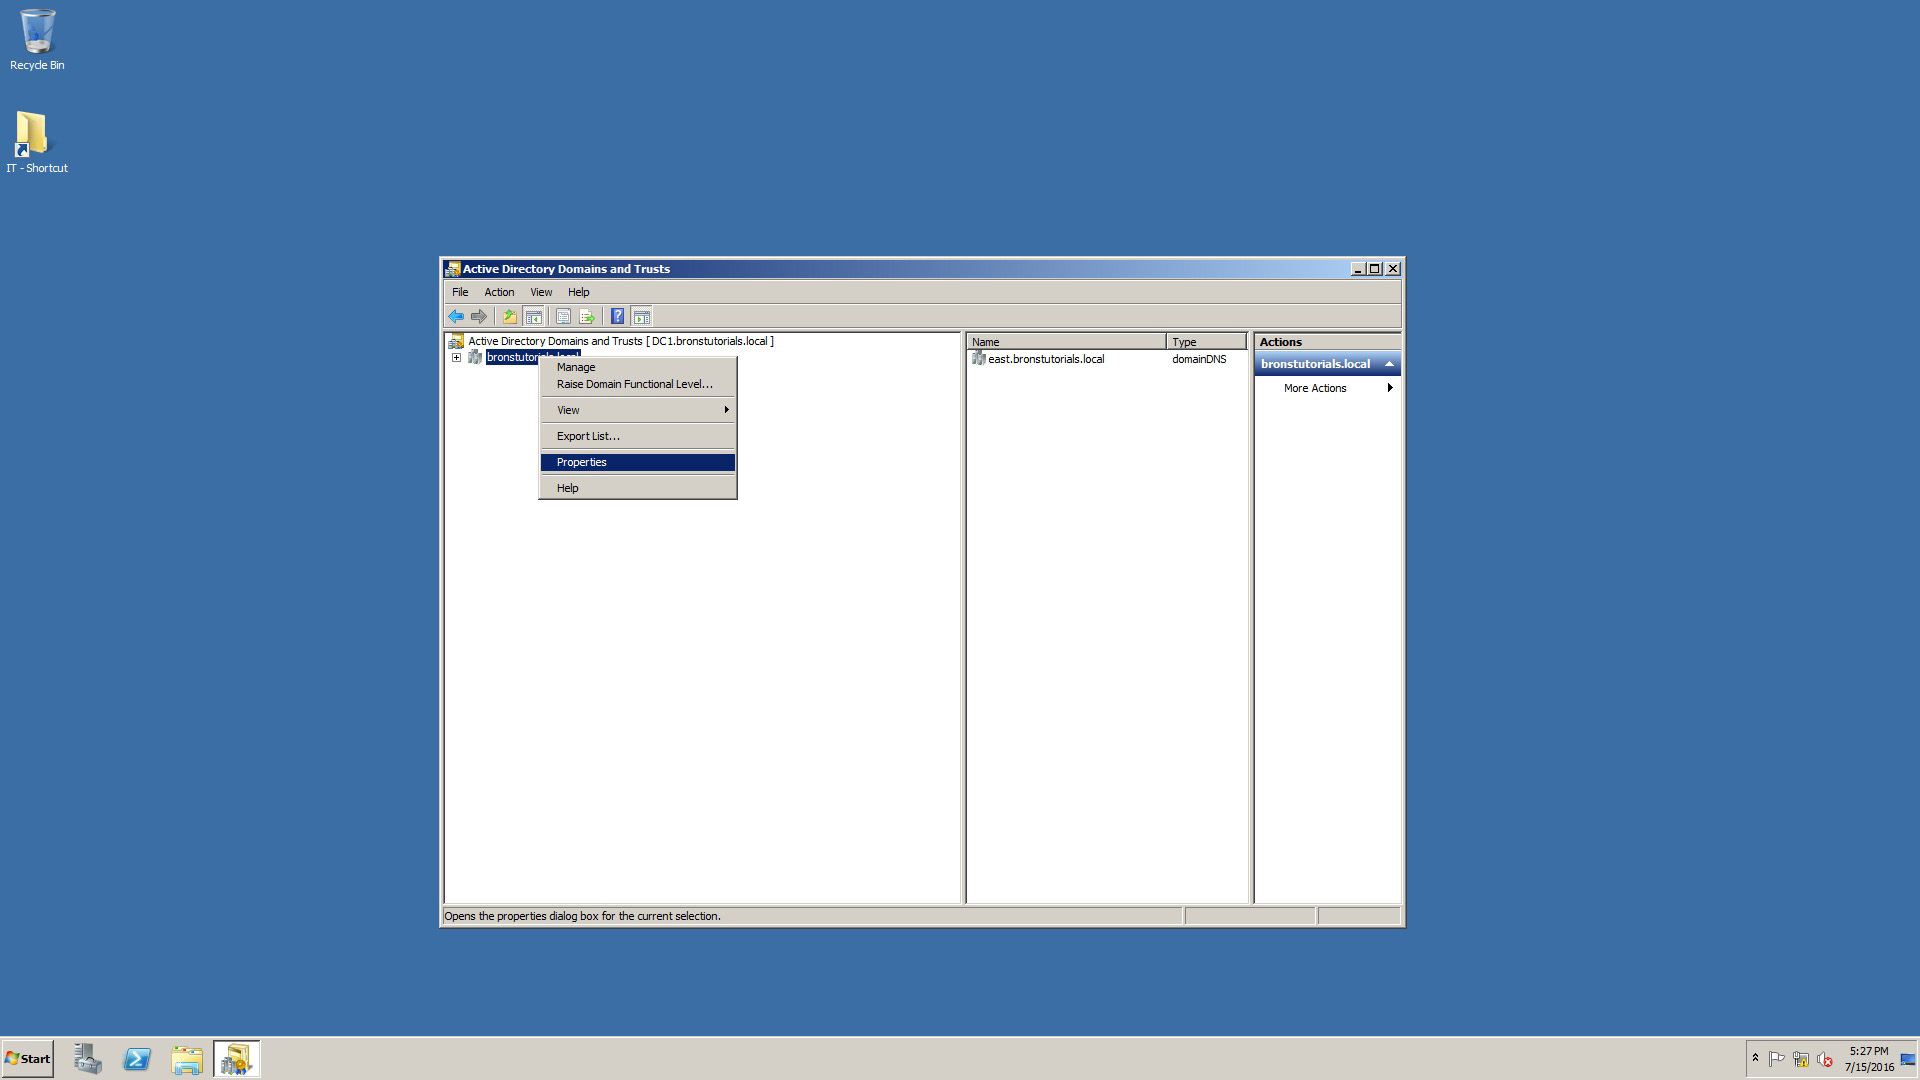 Recycle Bin
IT - Shortcut
Active Directory Domains and Trusts
File Action View Help
Active Directory Domains and Trusts [ DC1.bronstutorials.local ]
bronstutorials.local
Manage
Raise Domain Functional Level...
View
Export List...
Properties
Help
Name Type
east.bronstutorials.local domainDNS
Actions
bronstutorials.local
More Actions
Opens the properties dialog box for the current selection.
Start
5:27 PM
7/15/2016